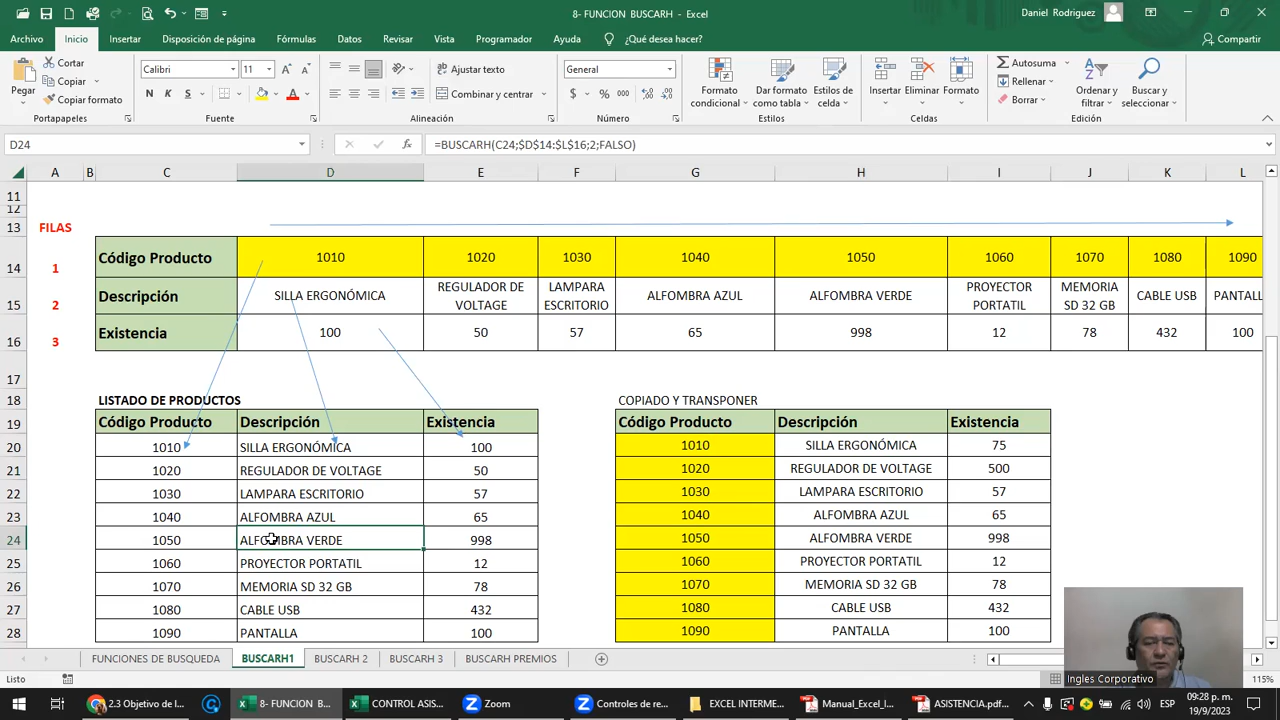 8- FUNCION BUSCARH - Excel
Daniel Rodriguez
Archivo Inicio Insertar Disposición de página Fórmulas Datos Revisar Vista Programador Ayuda ¿Qué desea hacer? Compartir
Pegar
Cortar
Copiar
Copiar formato
Portapapeles
Calibri 11
N K S
Fuente
Ajustar texto
Combinar y centrar
Alineación
General
$ % 000
Número
Formato condicional
Dar formato como tabla
Estilos de celda
Estilos
Insertar Eliminar Formato
Celdas
Autosuma
Rellenar
Borrar
Ordenar y filtrar
Buscar y seleccionar
Edición
D24 fx =BUSCARH(C24;$D$14:$L$16;2;FALSO)
A B C D E F G H I J K L
11
12
13 FILAS
14 1 Código Producto 1010 1020 1030 1040 1050 1060 1070 1080 1090
15 2 Descripción SILLA ERGONÓMICA REGULADOR DE VOLTAGE LAMPARA ESCRITORIO ALFOMBRA AZUL ALFOMBRA VERDE PROYECTOR PORTATIL MEMORIA SD 32 GB CABLE USB PANTALL
16 3 Existencia 100 50 57 65 998 12 78 432 100
17
18 LISTADO DE PRODUCTOS COPIADO Y TRANSPONER
19 Código Producto Descripción Existencia Código Producto Descripción Existencia
20 1010 SILLA ERGONÓMICA 100 1010 SILLA ERGONÓMICA 75
21 1020 REGULADOR DE VOLTAGE 50 1020 REGULADOR DE VOLTAGE 500
22 1030 LAMPARA ESCRITORIO 57 1030 LAMPARA ESCRITORIO 57
23 1040 ALFOMBRA AZUL 65 1040 ALFOMBRA AZUL 65
24 1050 ALFOMBRA VERDE 998 1050 ALFOMBRA VERDE 998
25 1060 PROYECTOR PORTATIL 12 1060 PROYECTOR PORTATIL 12
26 1070 MEMORIA SD 32 GB 78 1070 MEMORIA SD 32 GB 78
27 1080 CABLE USB 432 1080 CABLE USB 432
28 1090 PANTALLA 100 1090 PANTALLA 100
Ingles Corporativo
FUNCIONES DE BUSQUEDA BUSCARH1 BUSCARH 2 BUSCARH 3 BUSCARH PREMIOS
Listo 115%
2.3 Objetivo de l... 8- FUNCION B... CONTROL ASIS... Zoom Controles de re... EXCEL INTERME... Manual_Excel_I... ASISTENCIA.pdf... ESP 09:28 p. m.
19/9/2023